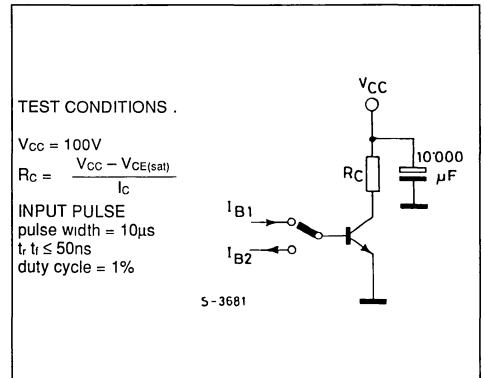 TEST CONDITIONS .
VCC = 100V
RC = VCC – VCE(sat)
IC
INPUT PULSE
pulse width = 10µs
tr tf ≤ 50ns
duty cycle = 1%
VCC
RC
10'000
µF
IB1
IB2
S-3681